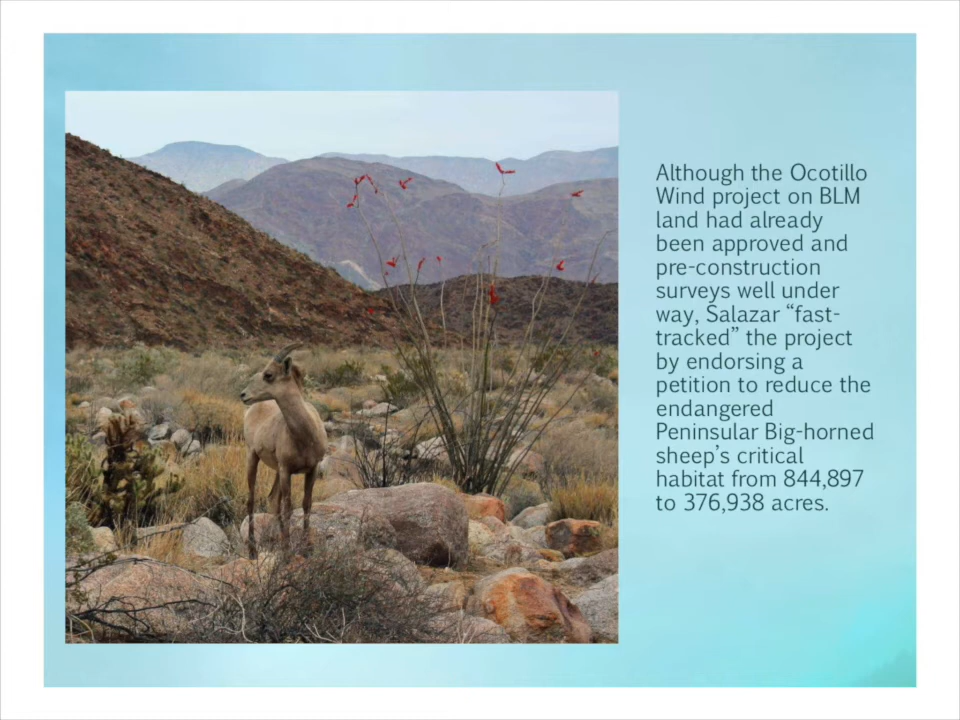 Although the Ocotillo
Wind project on BLM
land had already
been approved and
pre-construction
surveys well under
way, Salazar “fast-
tracked” the project
by endorsing a
petition to reduce the
endangered
Peninsular Big-horned
sheep’s critical
habitat from 844,897
to 376,938 acres.